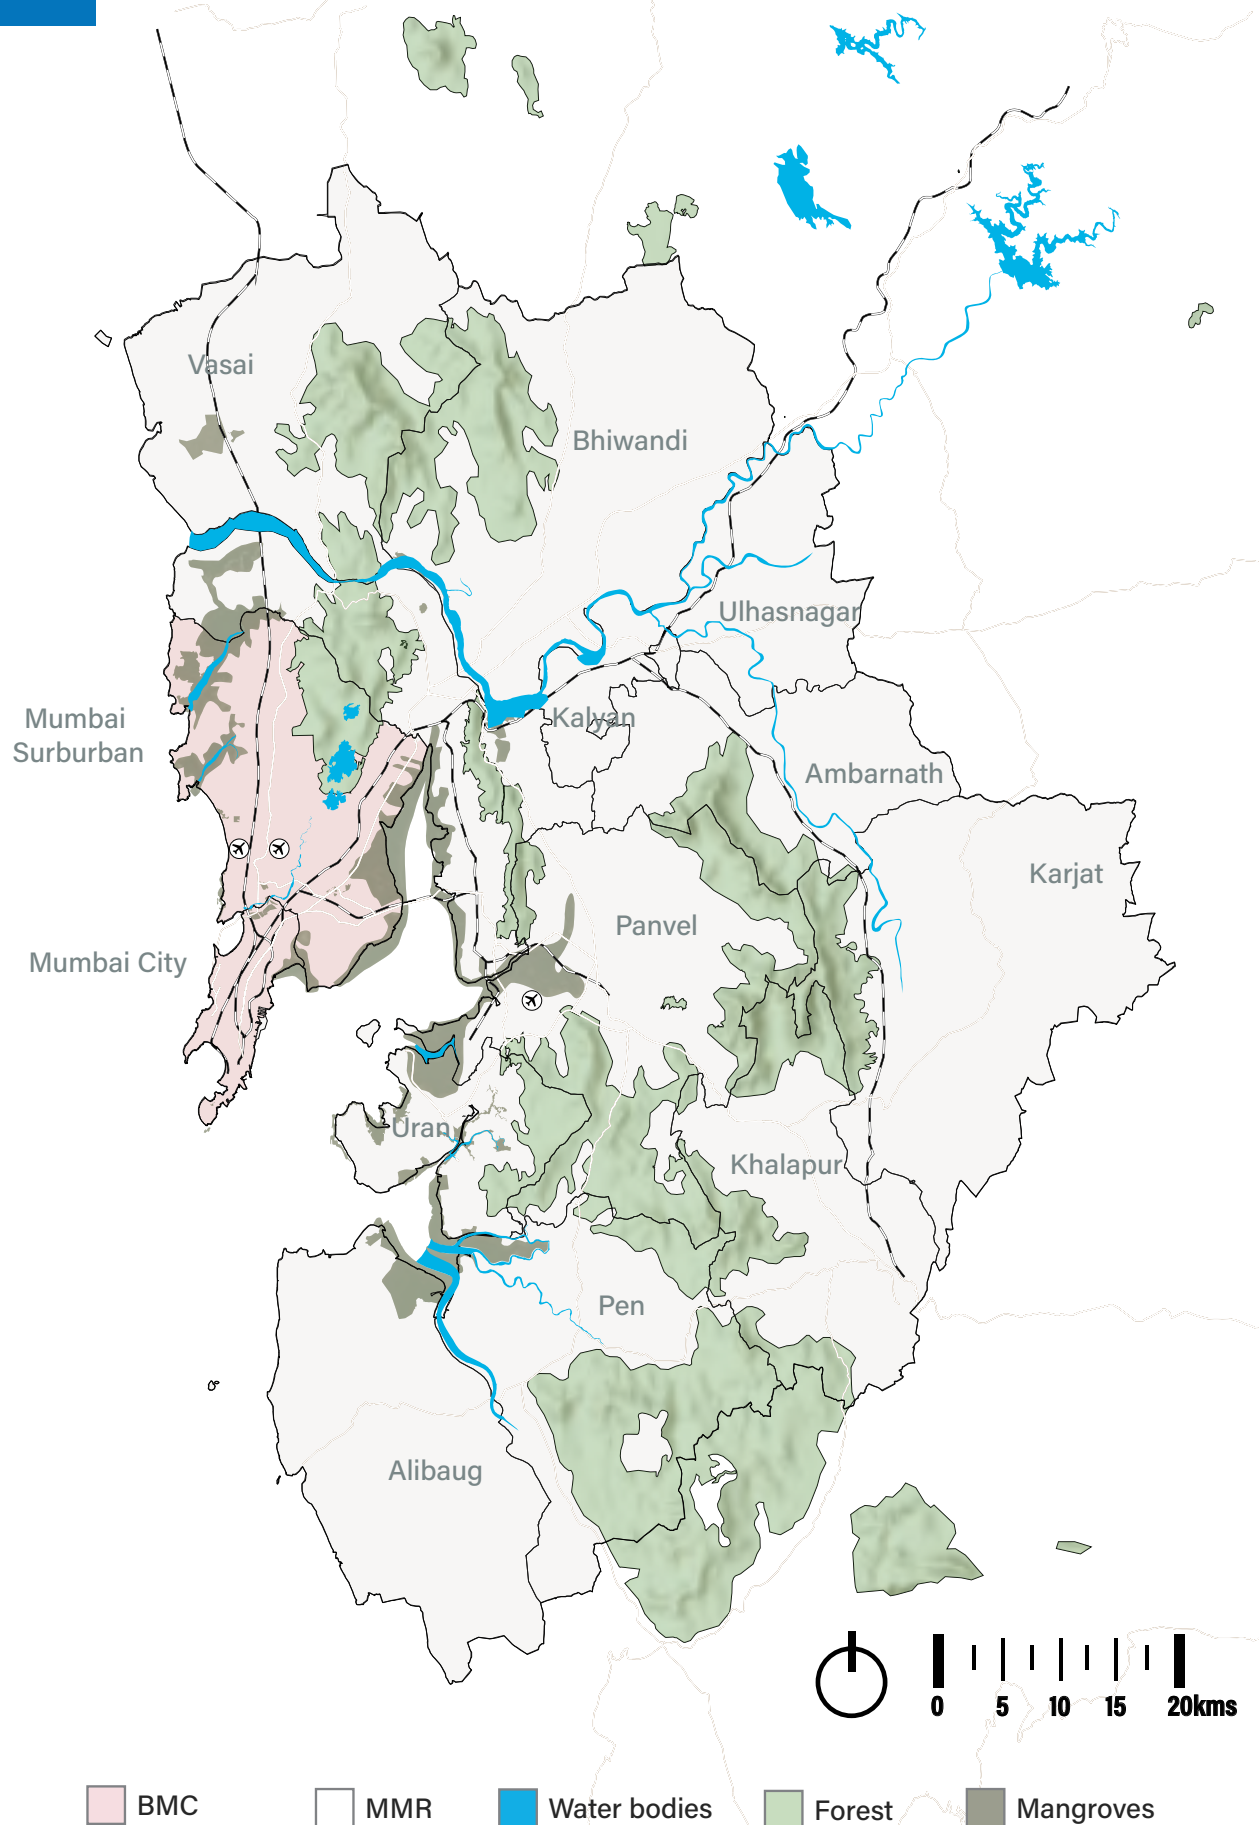 Vasai
Bhiwandi
Ulhasnagar
Mumbai
Surburban
Kalyan
Ambarnath
Karjat
Panvel
Mumbai City
Uran
Khalapur
Pen
Alibaug
0 5 10 15 20kms
BMC MMR Water bodies Forest Mangroves